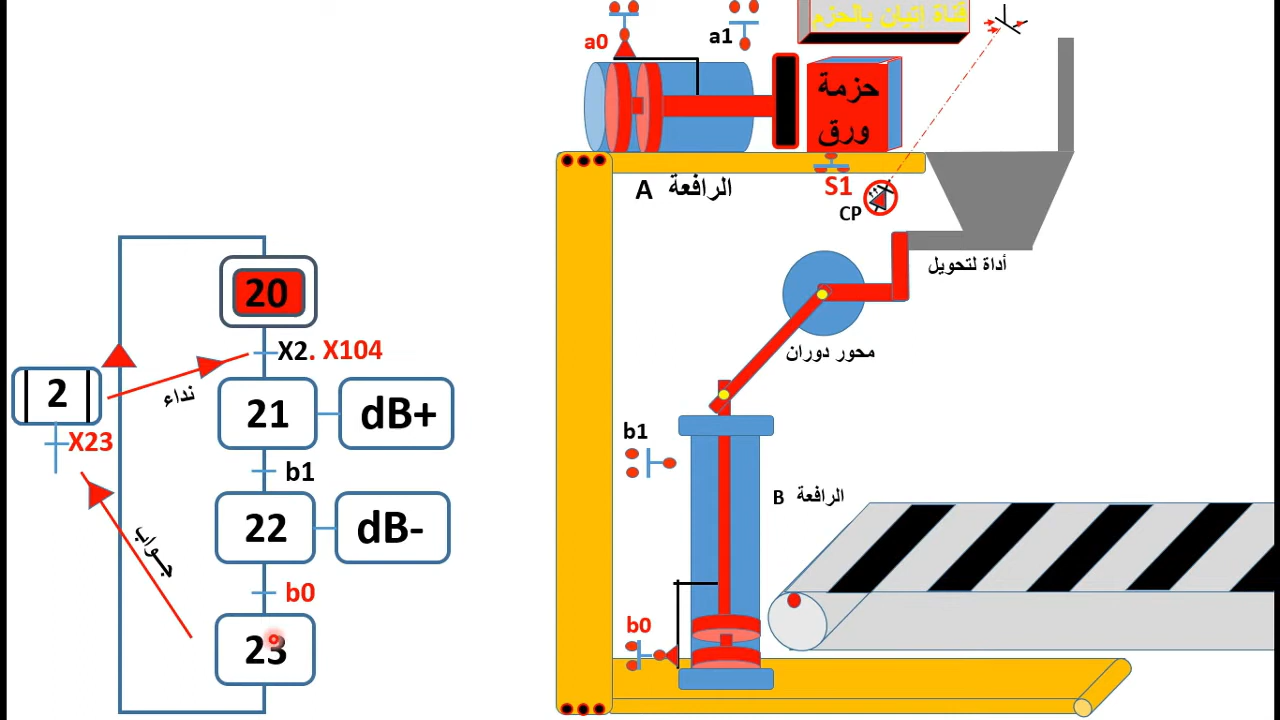 قناة إتيان بالحزم
a0
a1
حزمة
ورق
S1
CP
الرافعة A
أداة لتحويل
محور دوران
b1
الرافعة B
b0
20
X2. X104
2
نداء
21
dB+
X23
b1
جواب
22
dB-
b0
23